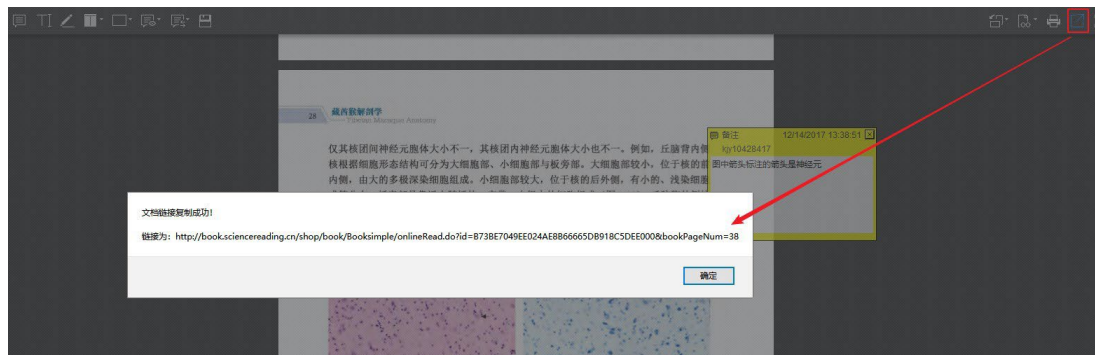 28
藏酋猴解剖学
Tibetan Macaque Anatomy
备注 12/14/2017 13:38:51
kjy10428417
图中箭头标注的箭头是神经元
仅其核团间神经元胞体大小不一，其核团内神经元胞体大小也不一。例如，丘脑背内侧
核根据细胞形态结构可分为大细胞部、小细胞部与板旁部。大细胞部较小，位于核的前
内侧，由大的多极深染细胞组成。小细胞部较大，位于核的后外侧，有小的、浅染细胞
文档链接复制成功!
链接为: http://book.sciencereading.cn/shop/book/Booksimple/onlineRead.do?id=B73BE7049EE024AE8B66665DB918C5DEE000&bookPageNum=38
确定